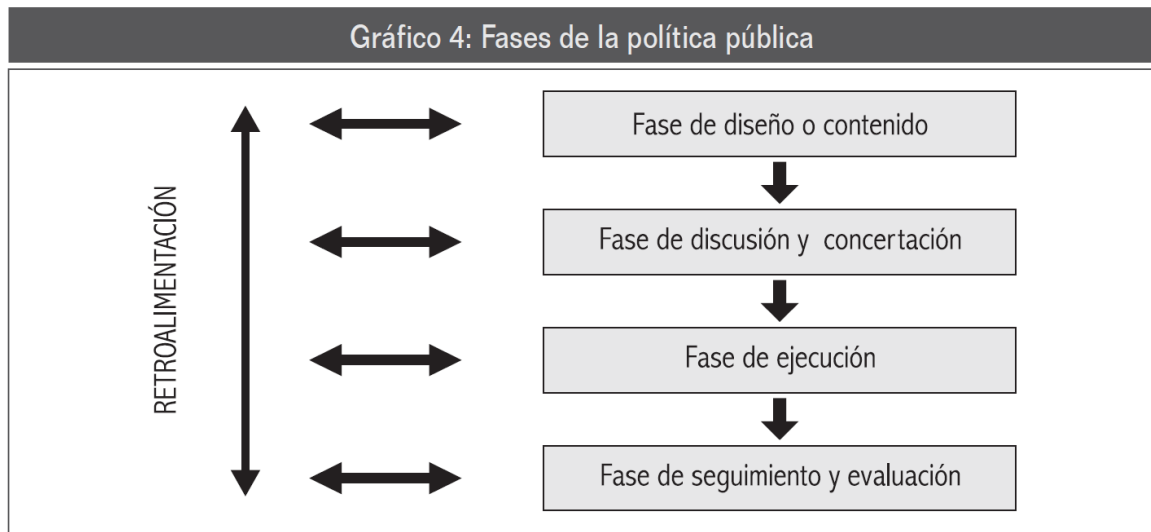 Gráfico 4: Fases de la política pública
RETROALIMENTACIÓN
Fase de diseño o contenido
Fase de discusión y concertación
Fase de ejecución
Fase de seguimiento y evaluación